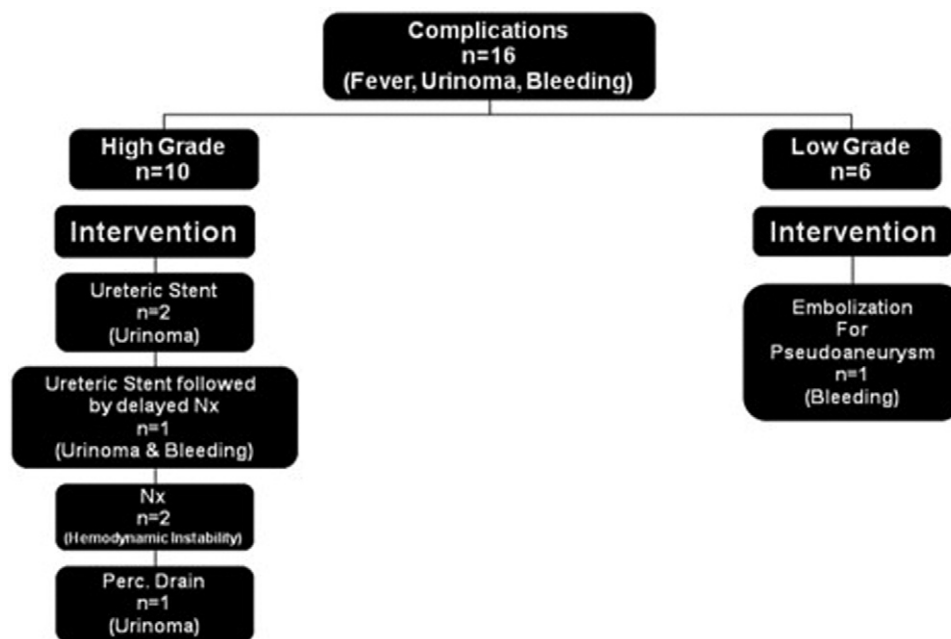 Complications
n=16
(Fever, Urinoma, Bleeding)
High Grade
n=10
Low Grade
n=6
Intervention
Intervention
Ureteric Stent
n=2
(Urinoma)
Embolization
For
Pseudoaneurysm
n=1
(Bleeding)
Ureteric Stent followed
by delayed Nx
n=1
(Urinoma & Bleeding)
Nx
n=2
(Hemodynamic Instability)
Perc. Drain
n=1
(Urinoma)